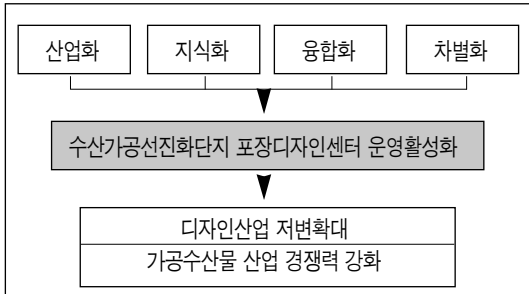 산업화
지식화
융합화
차별화
수산가공선진화단지 포장디자인센터 운영활성화
디자인산업 저변확대
가공수산물 산업 경쟁력 강화